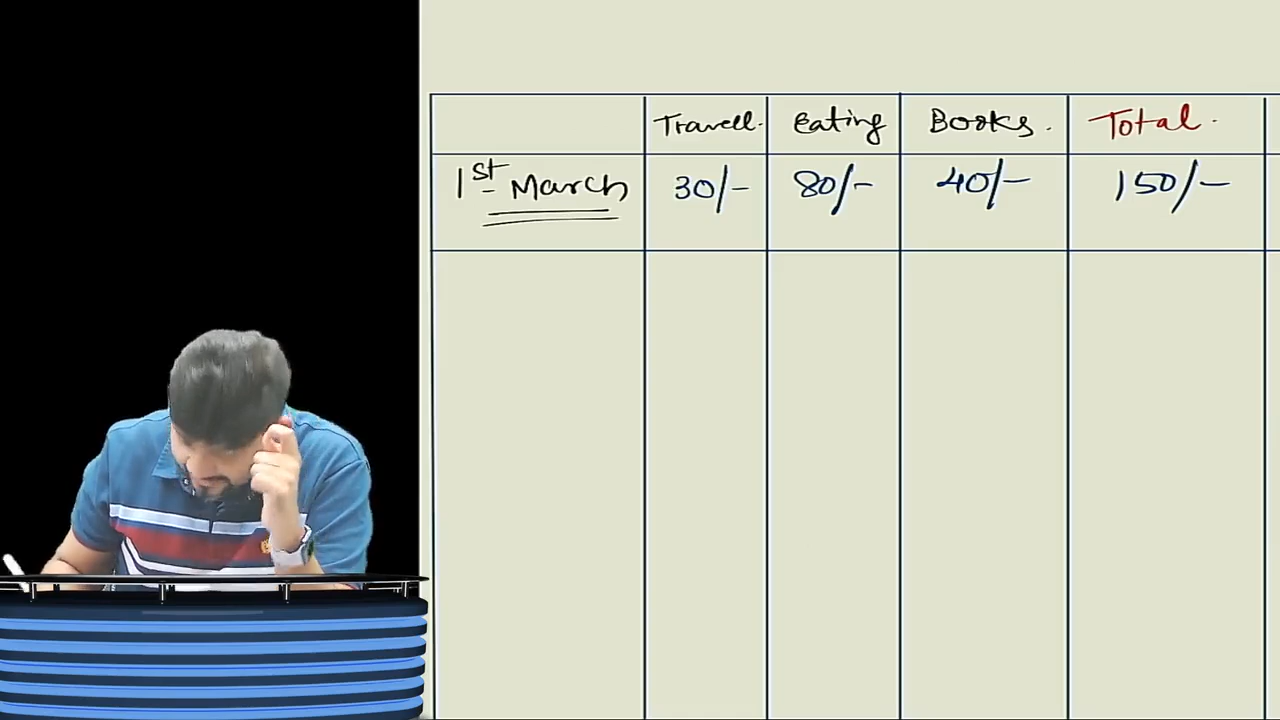 Travell. Eating Books. Total.
1st March 30/- 80/- 40/- 150/-